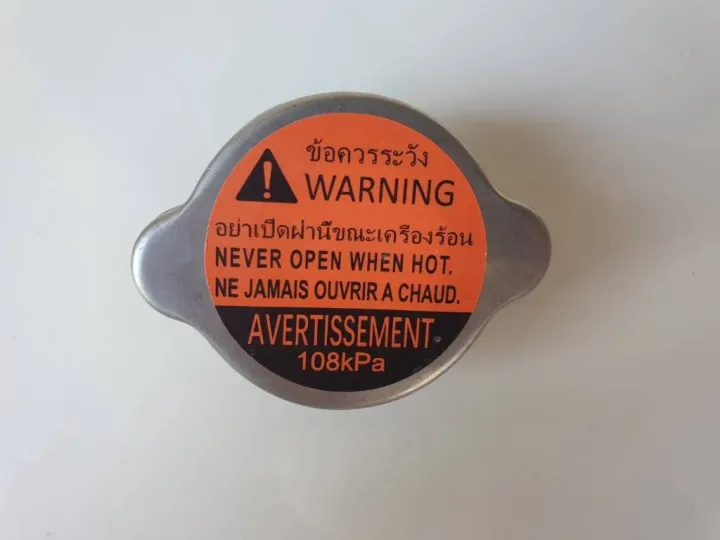 ข้อควรระวัง
WARNING
อย่าเปิดฝานี้ขณะเครื่องร้อน
NEVER OPEN WHEN HOT.
NE JAMAIS OUVRIR A CHAUD.
AVERTISSEMENT
108kPa